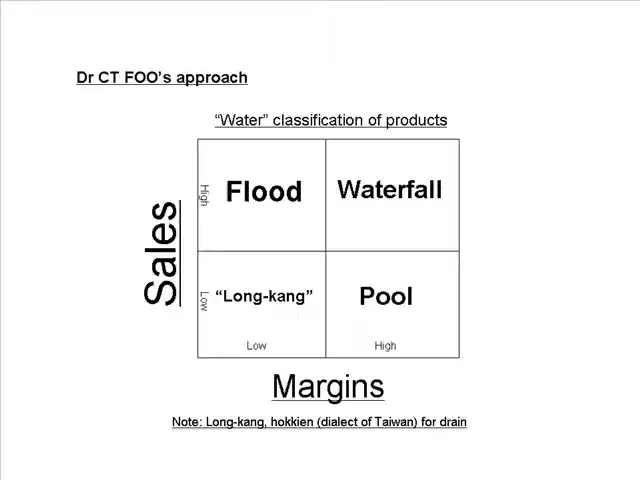 Dr CT FOO’s approach
“Water” classification of products
Sales
High
Flood
Waterfall
Low
“Long-kang”
Pool
Low
High
Margins
Note: Long-kang, hokkien (dialect of Taiwan) for drain